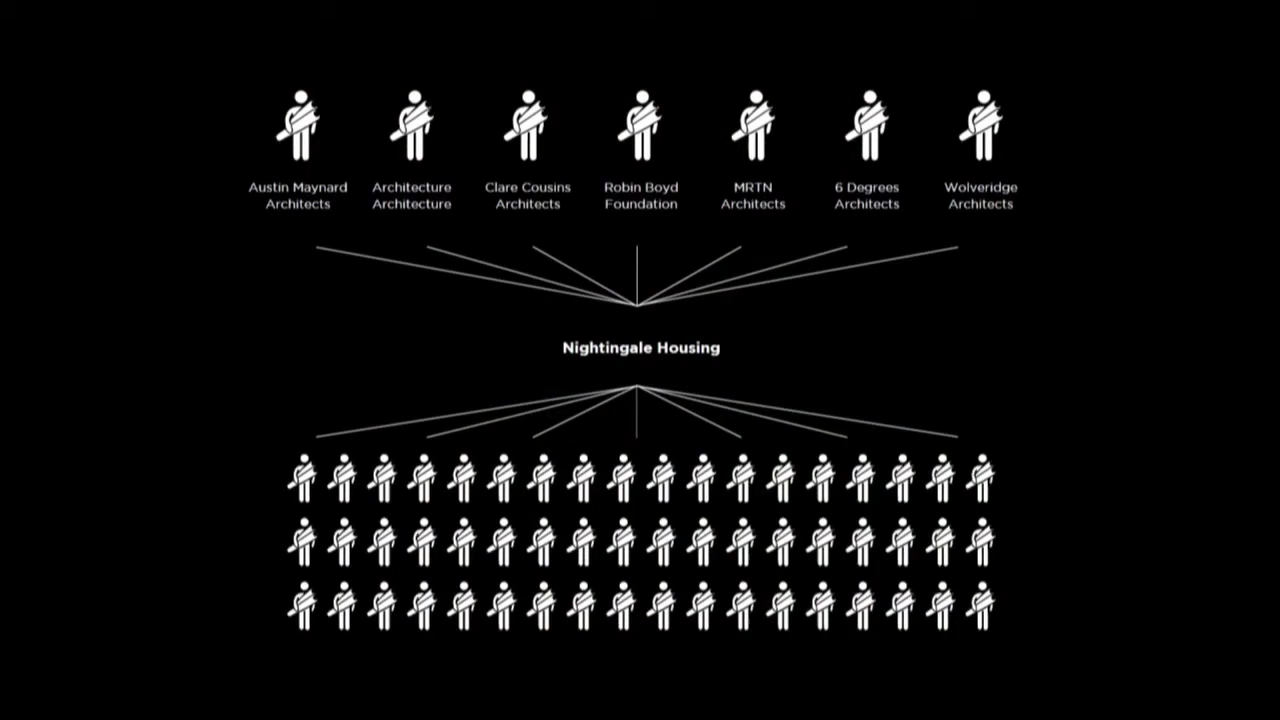 Austin Maynard Architects
Architecture Architecture
Clare Cousins Architects
Robin Boyd Foundation
MRTN Architects
6 Degrees Architects
Wolveridge Architects
Nightingale Housing